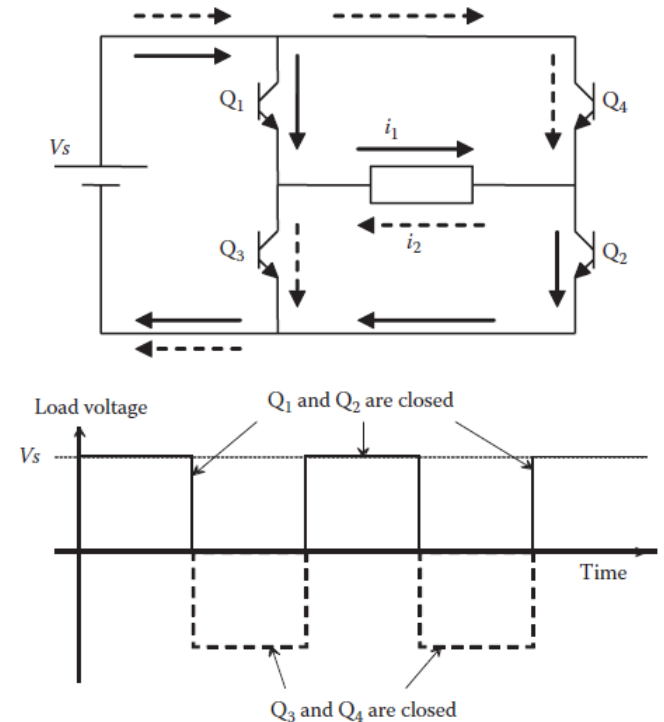 Q1
Q4
i1
Vs
i2
Q3
Q2
Q1 and Q2 are closed
Load voltage
Vs
Time
Q3 and Q4 are closed